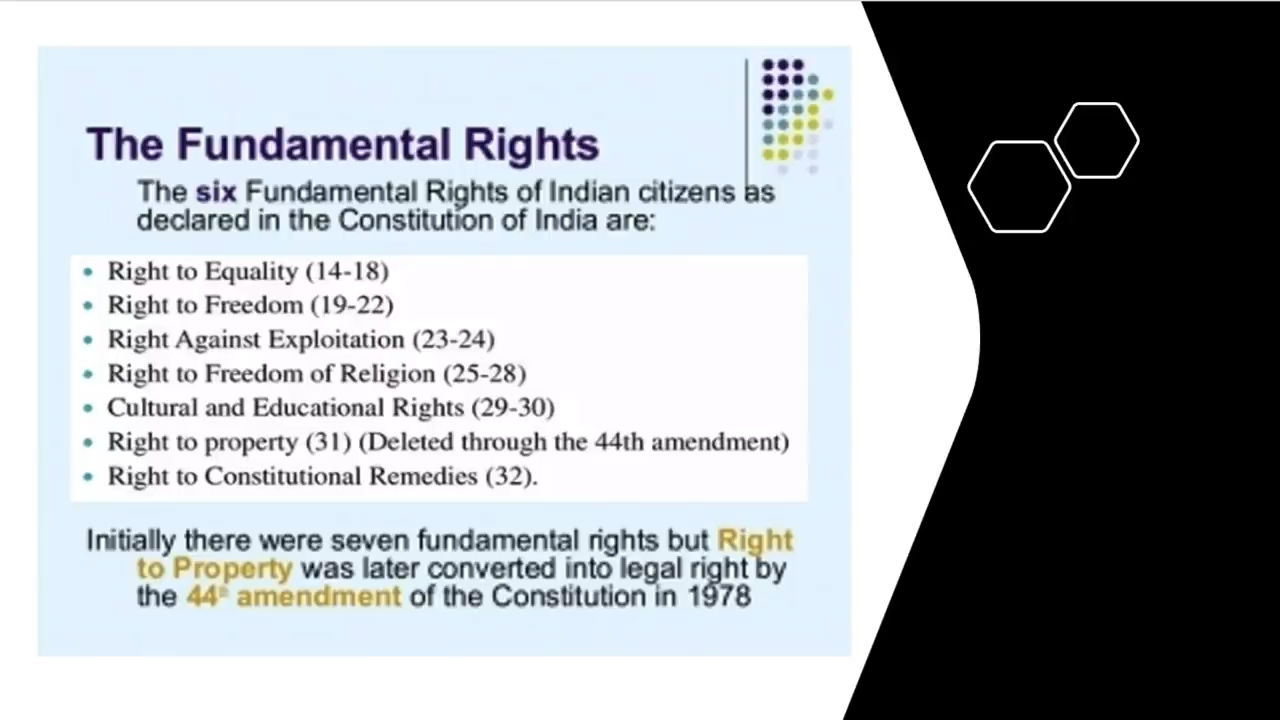 The Fundamental Rights
The six Fundamental Rights of Indian citizens as
declared in the Constitution of India are:
• Right to Equality (14-18)
• Right to Freedom (19-22)
• Right Against Exploitation (23-24)
• Right to Freedom of Religion (25-28)
• Cultural and Educational Rights (29-30)
• Right to property (31) (Deleted through the 44th amendment)
• Right to Constitutional Remedies (32).
Initially there were seven fundamental rights but Right
to Property was later converted into legal right by
the 44th amendment of the Constitution in 1978